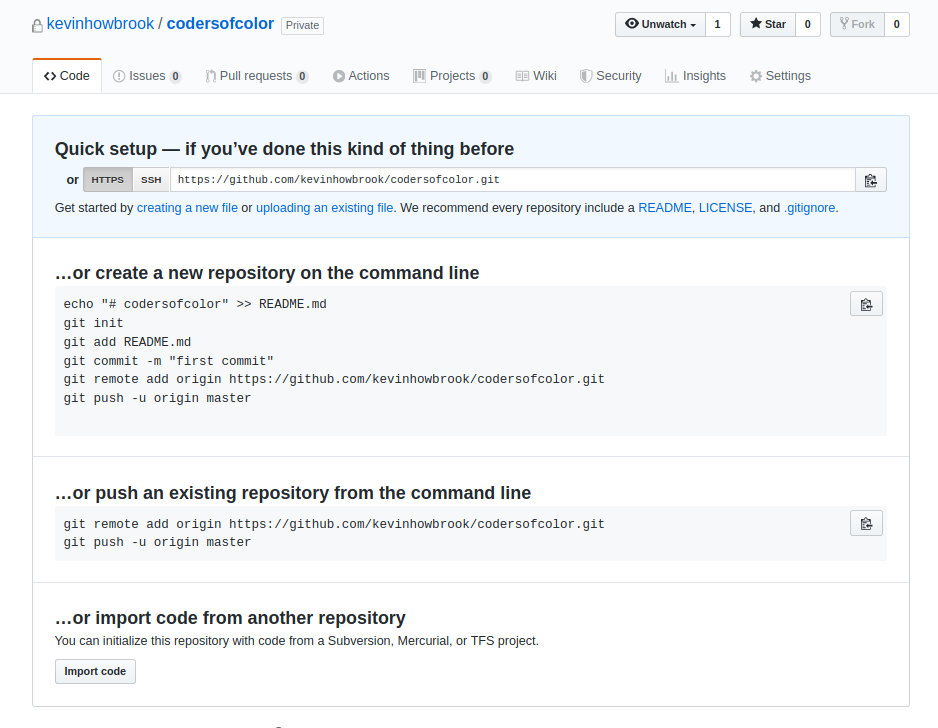 kevinhowbrook / codersofcolor Private
Unwatch 1 Star 0 Fork 0
Code Issues 0 Pull requests 0 Actions Projects 0 Wiki Security Insights Settings
Quick setup — if you’ve done this kind of thing before
or HTTPS SSH https://github.com/kevinhowbrook/codersofcolor.git
Get started by creating a new file or uploading an existing file. We recommend every repository include a README, LICENSE, and .gitignore.
…or create a new repository on the command line
echo "# codersofcolor" >> README.md
git init
git add README.md
git commit -m "first commit"
git remote add origin https://github.com/kevinhowbrook/codersofcolor.git
git push -u origin master
…or push an existing repository from the command line
git remote add origin https://github.com/kevinhowbrook/codersofcolor.git
git push -u origin master
…or import code from another repository
You can initialize this repository with code from a Subversion, Mercurial, or TFS project.
Import code